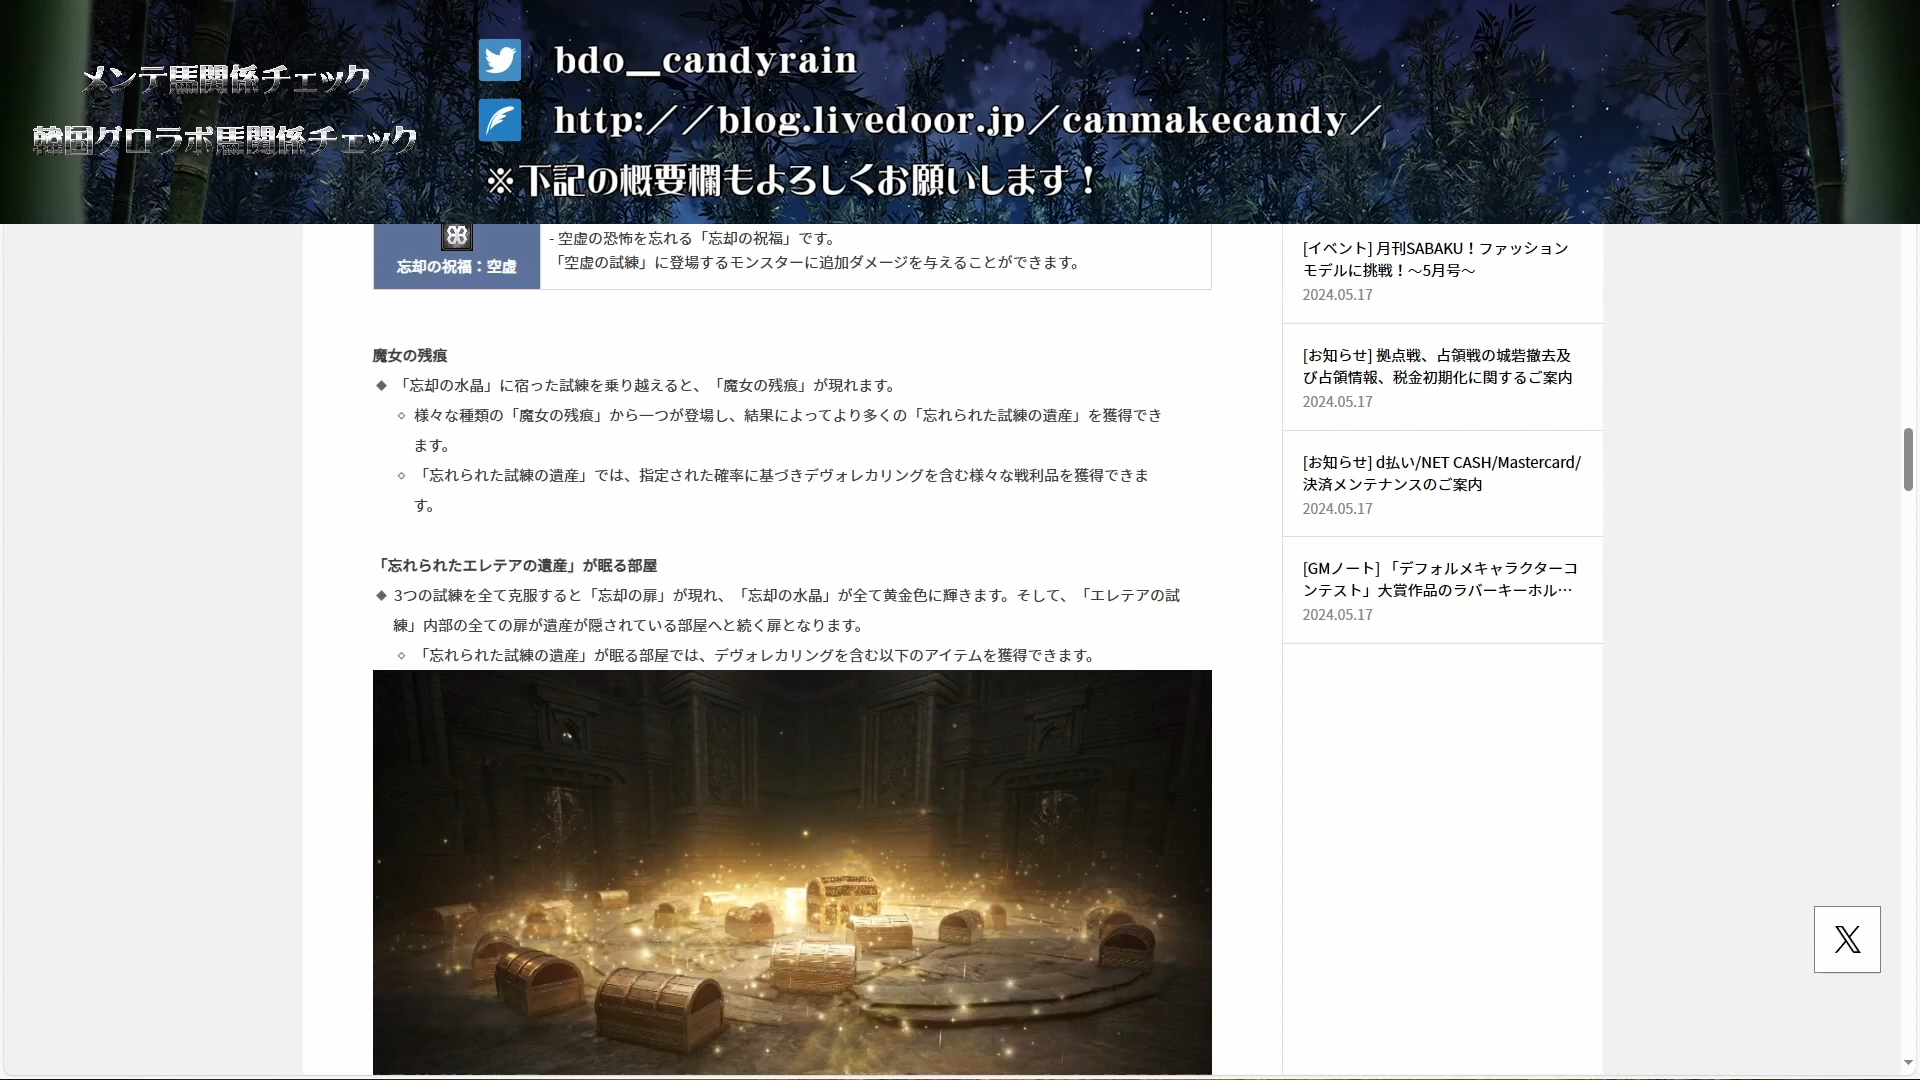 メンテ馬関係チェック
韓国グロラボ馬関係チェック
bdo__candyrain
http://blog.livedoor.jp/canmakecandy/
※下記の概要欄もよろしくお願いします！
忘却の祝福：空虚
- 空虚の恐怖を忘れる「忘却の祝福」です。
「空虚の試練」に登場するモンスターに追加ダメージを与えることができます。
魔女の残痕
◆ 「忘却の水晶」に宿った試練を乗り越えると、「魔女の残痕」が現れます。
◇ 様々な種類の「魔女の残痕」から一つが登場し、結果によってより多くの「忘れられた試練の遺産」を獲得でき
ます。
◇ 「忘れられた試練の遺産」では、指定された確率に基づきデヴォレカリングを含む様々な戦利品を獲得できま
す。
「忘れられたエレテアの遺産」が眠る部屋
◆ 3つの試練を全て克服すると「忘却の扉」が現れ、「忘却の水晶」が全て黄金色に輝きます。そして、「エレテアの試
練」内部の全ての扉が遺産が隠されている部屋へと続く扉となります。
◇ 「忘れられた試練の遺産」が眠る部屋では、デヴォレカリングを含む以下のアイテムを獲得できます。
[イベント] 月刊SABAKU！ファッション
モデルに挑戦！～5月号～
2024.05.17
[お知らせ] 拠点戦、占領戦の城砦撤去及
び占領情報、税金初期化に関するご案内
2024.05.17
[お知らせ] d払い/NET CASH/Mastercard/
決済メンテナンスのご案内
2024.05.17
[GMノート] 「デフォルメキャラクターコ
ンテスト」大賞作品のラバーキーホル…
2024.05.17